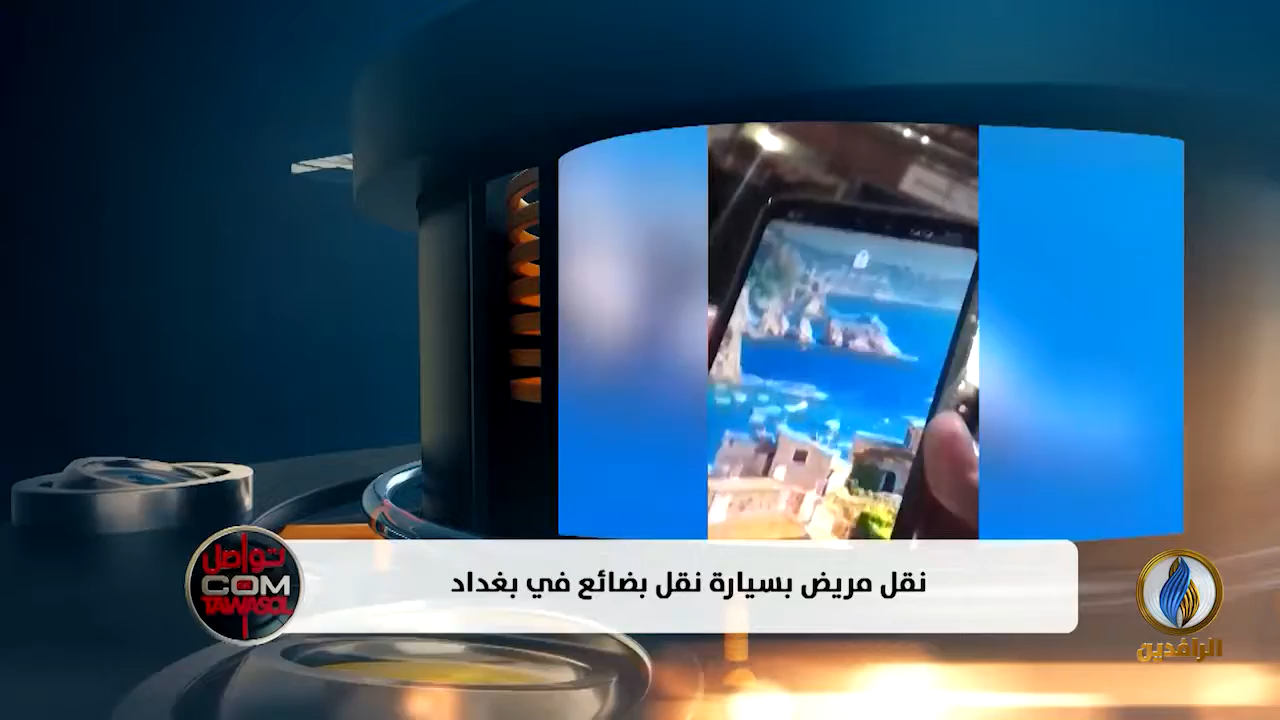 نقل مريض بسيارة نقل بضائع في بغداد
تواصل
COM
TAWASOL
الرافدين